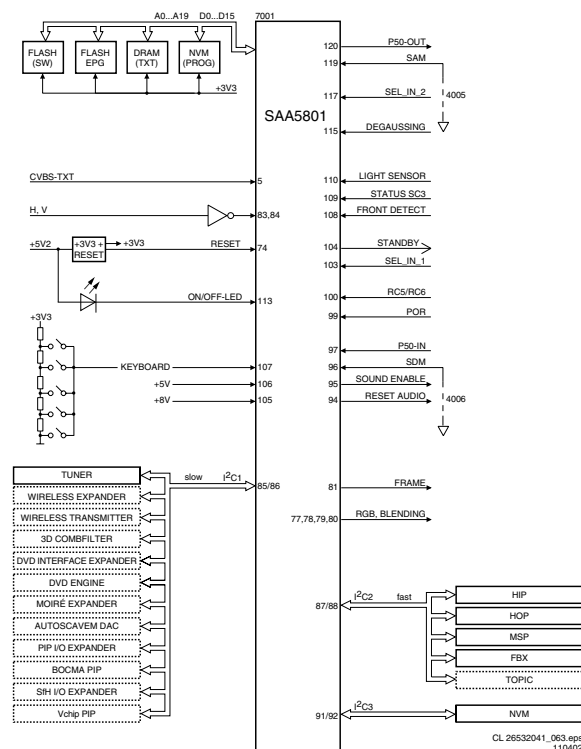 A0...A19 D0...D15 7001
FLASH (SW)
FLASH EPG
DRAM (TXT)
NVM (PROG)
+3V3
SAA5801
120 P50-OUT
119 SAM
117 SEL_IN_2
4005
115 DEGAUSSING
CVBS-TXT 5
110 LIGHT SENSOR
109 STATUS SC3
108 FRONT DETECT
H, V 83,84
+5V2 +3V3 + RESET +3V3 RESET 74
104 STANDBY
103 SEL_IN_1
ON/OFF-LED 113
100 RC5/RC6
99 POR
+3V3
97 P50-IN
KEYBOARD 107
96 SDM
+5V 106
95 SOUND ENABLE
+8V 105
94 RESET AUDIO
4006
slow I²C1 85/86
TUNER
WIRELESS EXPANDER
WIRELESS TRANSMITTER
3D COMBFILTER
DVD INTERFACE EXPANDER
DVD ENGINE
MOIRÉ EXPANDER
AUTOSCAVEM DAC
PIP I/O EXPANDER
BOCMA PIP
SfH I/O EXPANDER
Vchip PIP
81 FRAME
77,78,79,80 RGB, BLENDING
87/88 I²C2 fast
HIP
HOP
MSP
FBX
TOPIC
91/92 I²C3 NVM
CL 26532041_063.eps
110402